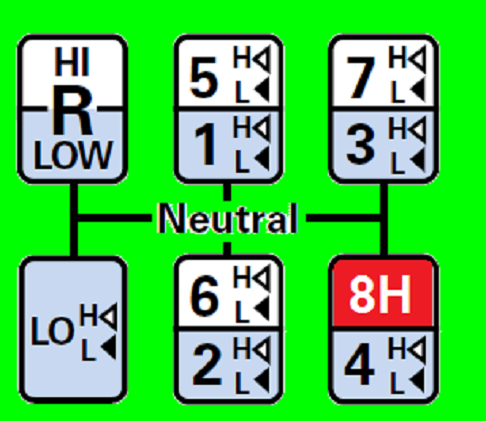 HI
R
LOW
5 H L
1 H L
7 H L
3 H L
Neutral
LO H L
6 H L
2 H L
8H
4 H L